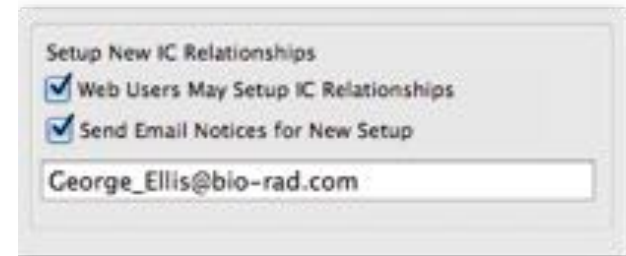 Setup New IC Relationships
Web Users May Setup IC Relationships
Send Email Notices for New Setup
George_Ellis@bio-rad.com